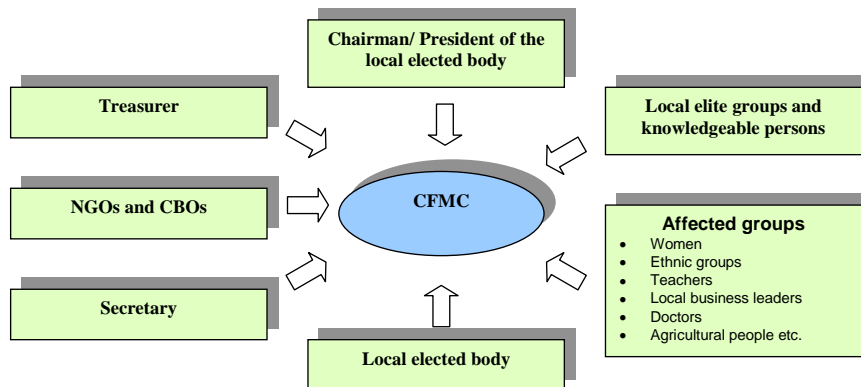 Chairman/ President of the
local elected body
Treasurer
Local elite groups and
knowledgeable persons
NGOs and CBOs
CFMC
Affected groups
• Women
• Ethnic groups
• Teachers
• Local business leaders
• Doctors
• Agricultural people etc.
Secretary
Local elected body